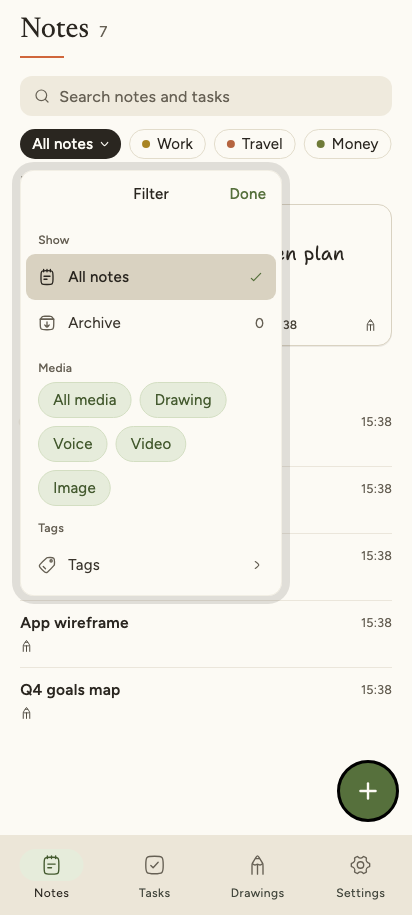 Notes 7
Search notes and tasks
All notes Work Travel Money
Filter Done
Show
All notes
Archive 0
Media
All media Drawing
Voice Video
Image
Tags
Tags
plan
38
15:38
15:38
15:38
App wireframe 15:38
Q4 goals map 15:38
Notes Tasks Drawings Settings